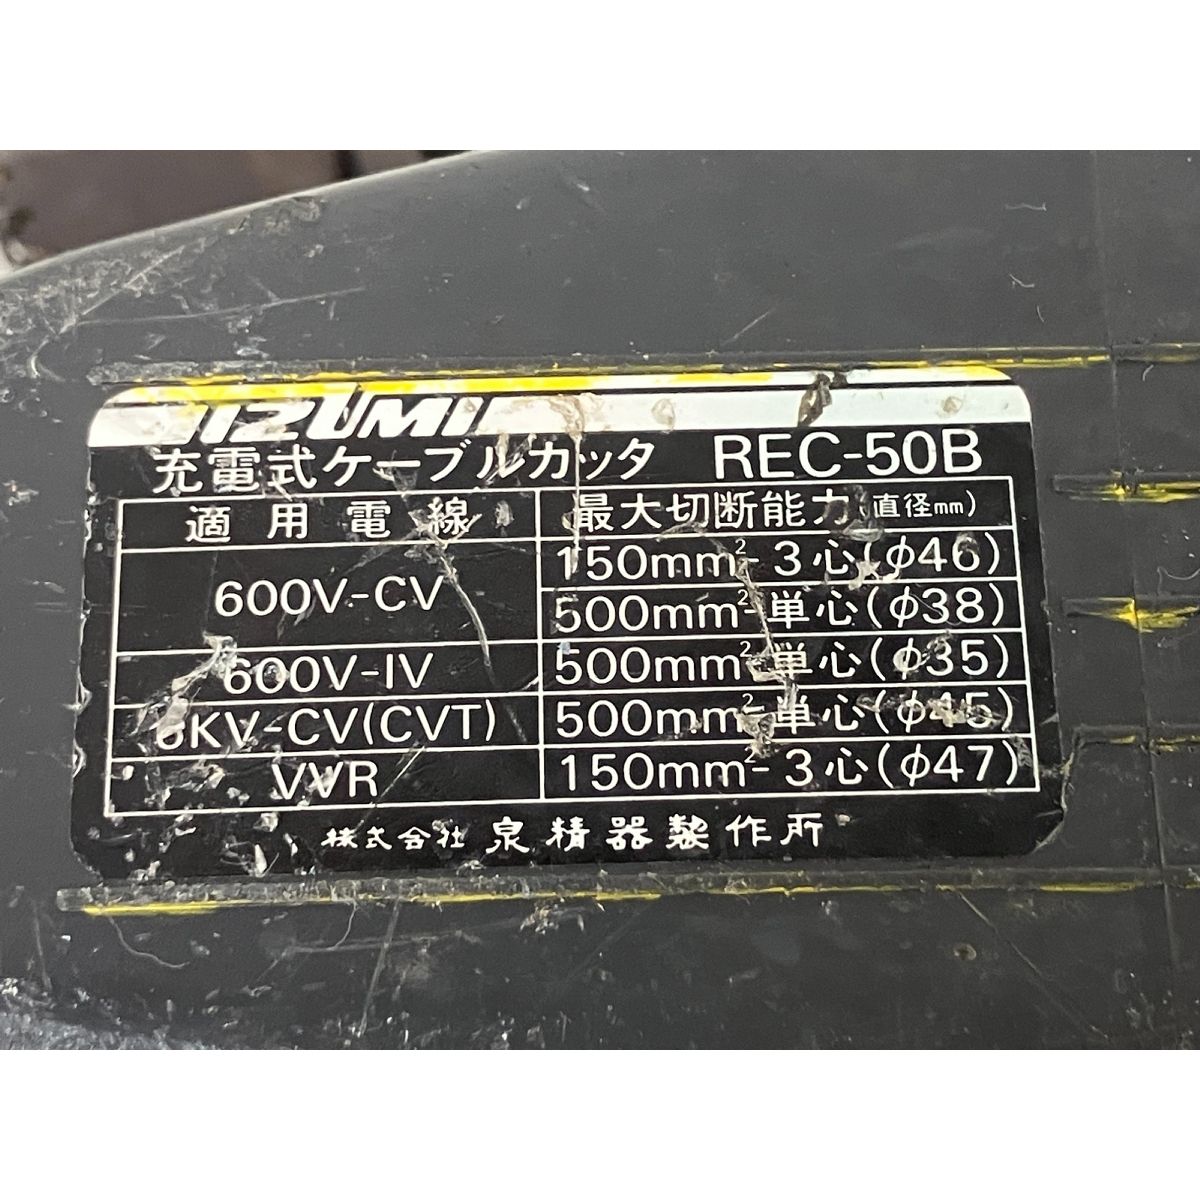 IZUMI
充電式ケーブルカッタ REC-50B
適用電線 最大切断能力(直径mm)
600V-CV 150mm²-3心(φ46)
500mm²-単心(φ38)
600V-IV 500mm²-単心(φ35)
6KV-CV(CVT) 500mm²-単心(φ45)
VVR 150mm²-3心(φ47)
株式会社 泉精器製作所